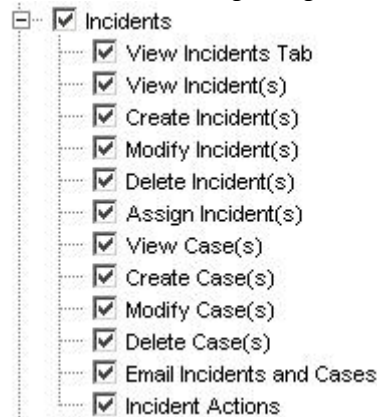 Incidents
View Incidents Tab
View Incident(s)
Create Incident(s)
Modify Incident(s)
Delete Incident(s)
Assign Incident(s)
View Case(s)
Create Case(s)
Modify Case(s)
Delete Case(s)
Email Incidents and Cases
Incident Actions